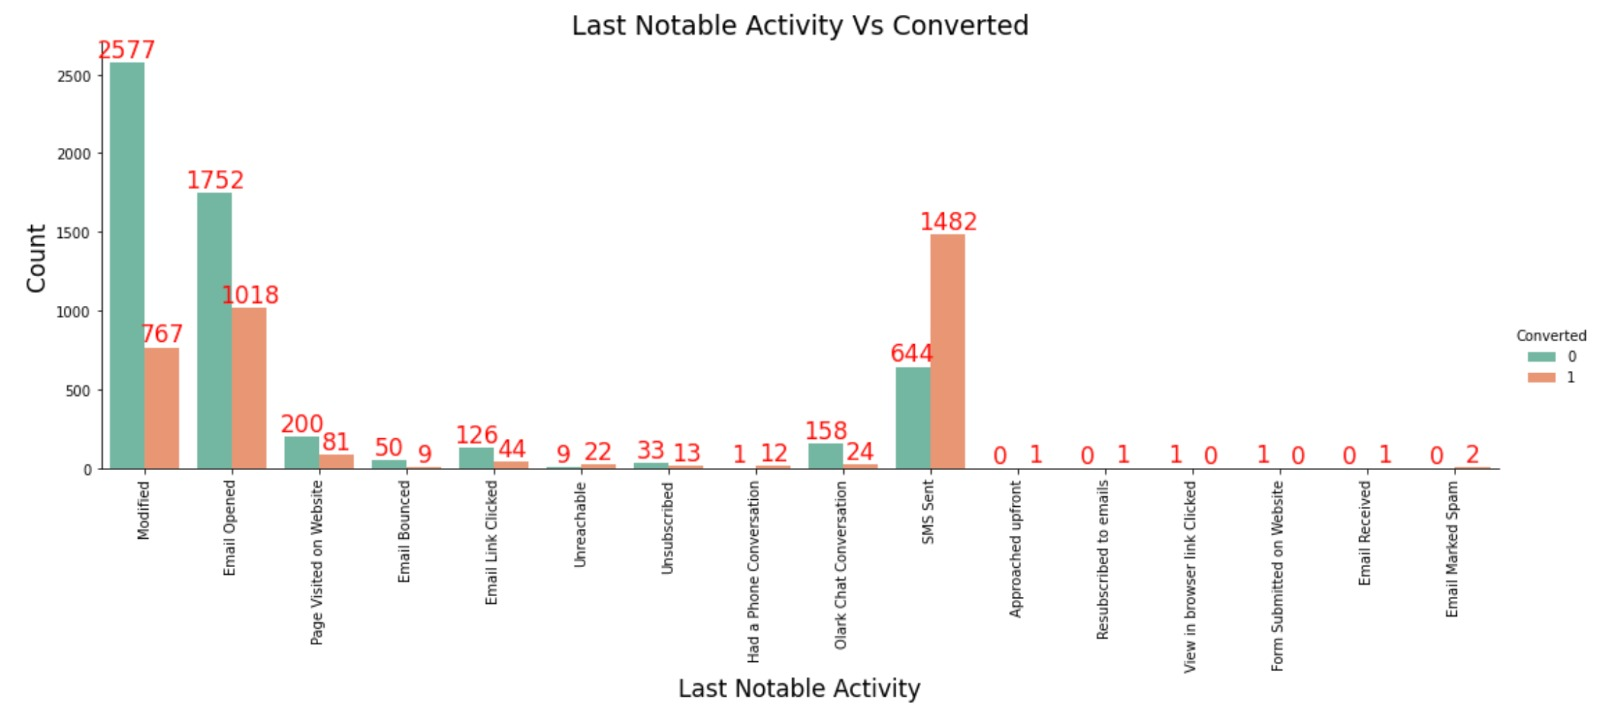 Last Notable Activity Vs Converted
2577
2500
2000
1752
1500
1482
Count
1018
1000
767
644
500
200
81
50
9
126
44
9
22
33
13
1
12
158
24
0
1
0
1
1
0
1
0
0
1
0
2
0
Converted
0
1
Modified
Email Opened
Page Visited on Website
Email Bounced
Email Link Clicked
Unreachable
Unsubscribed
Had a Phone Conversation
Olark Chat Conversation
SMS Sent
Approached upfront
Resubscribed to emails
View in browser link Clicked
Form Submitted on Website
Email Received
Email Marked Spam
Last Notable Activity